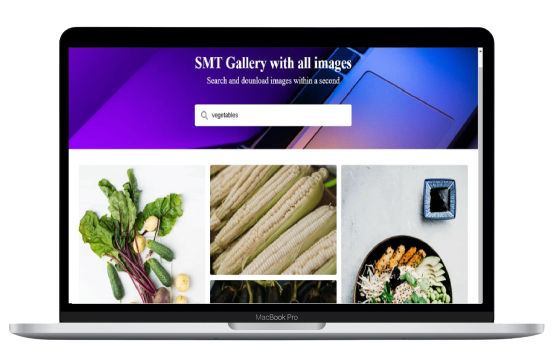 SMT Gallery with all images
Search and dounload images within a second
vegetables
MacBook Pro